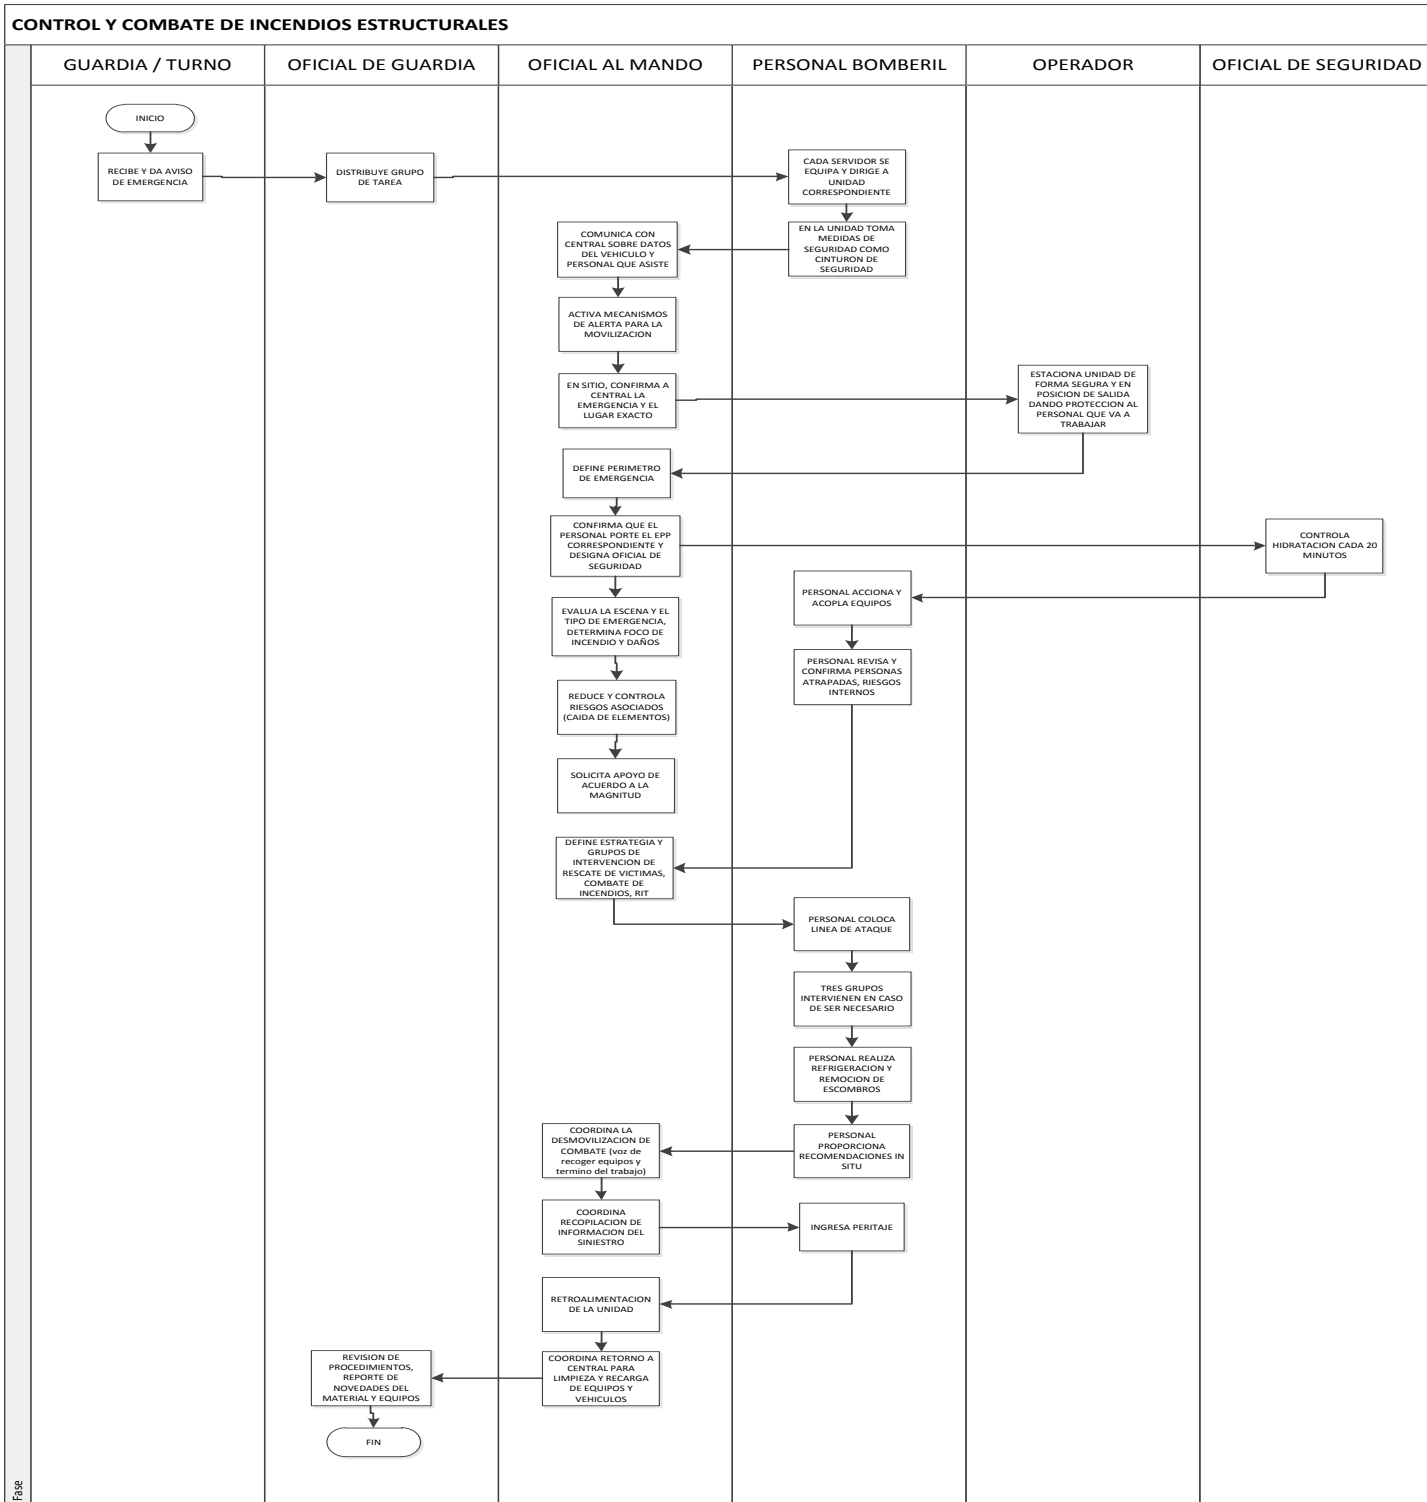 CONTROL Y COMBATE DE INCENDIOS ESTRUCTURALES
GUARDIA / TURNO
OFICIAL DE GUARDIA
OFICIAL AL MANDO
PERSONAL BOMBERIL
OPERADOR
OFICIAL DE SEGURIDAD
INICIO
RECIBE Y DA AVISO
DE EMERGENCIA
DISTRIBUYE GRUPO
DE TAREA
CADA SERVIDOR SE
EQUIPA Y DIRIGE A
UNIDAD
CORRESPONDIENTE
EN LA UNIDAD TOMA
MEDIDAS DE
SEGURIDAD COMO
CINTURON DE
SEGURIDAD
COMUNICA CON
CENTRAL SOBRE DATOS
DEL VEHICULO Y
PERSONAL QUE ASISTE
ACTIVA MECANISMOS
DE ALERTA PARA LA
MOVILIZACION
EN SITIO, CONFIRMA A
CENTRAL LA
EMERGENCIA Y EL
LUGAR EXACTO
ESTACIONA UNIDAD DE
FORMA SEGURA Y EN
POSICION DE SALIDA
DANDO PROTECCION AL
PERSONAL QUE VA A
TRABAJAR
DEFINE PERIMETRO
DE EMERGENCIA
CONFIRMA QUE EL
PERSONAL PORTE EL EPP
CORRESPONDIENTE Y
DESIGNA OFICIAL DE
SEGURIDAD
CONTROLA
HIDRATACION CADA 20
MINUTOS
PERSONAL ACCIONA Y
ACOPLA EQUIPOS
EVALUA LA ESCENA Y EL
TIPO DE EMERGENCIA,
DETERMINA FOCO DE
INCENDIO Y DAÑOS
PERSONAL REVISA Y
CONFIRMA PERSONAS
ATRAPADAS, RIESGOS
INTERNOS
REDUCE Y CONTROLA
RIESGOS ASOCIADOS
(CAIDA DE ELEMENTOS)
SOLICITA APOYO DE
ACUERDO A LA
MAGNITUD
DEFINE ESTRATEGIA Y
GRUPOS DE
INTERVENCION DE
RESCATE DE VICTIMAS,
COMBATE DE
INCENDIOS, RIT
PERSONAL COLOCA
LINEA DE ATAQUE
TRES GRUPOS
INTERVIENEN EN CASO
DE SER NECESARIO
PERSONAL REALIZA
REFRIGERACION Y
REMOCION DE
ESCOMBROS
PERSONAL
PROPORCIONA
RECOMENDACIONES IN
SITU
COORDINA LA
DESMOVILIZACION DE
COMBATE (voz de
recoger equipos y
termino del trabajo)
COORDINA
RECOPILACION DE
INFORMACION DEL
SINIESTRO
INGRESA PERITAJE
RETROALIMENTACION
DE LA UNIDAD
COORDINA RETORNO A
CENTRAL PARA
LIMPIEZA Y RECARGA
DE EQUIPOS Y
VEHICULOS
REVISION DE
PROCEDIMIENTOS,
REPORTE DE
NOVEDADES DEL
MATERIAL Y EQUIPOS
FIN
Fase